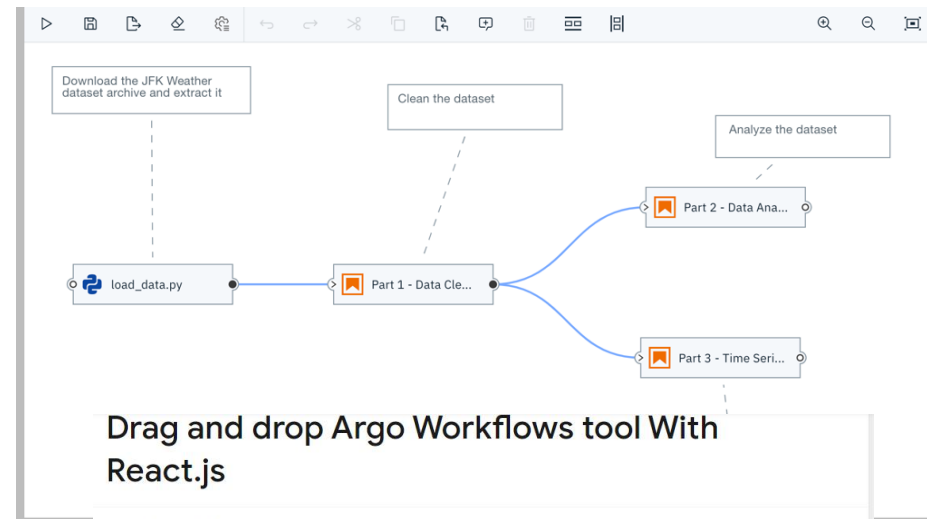 Download the JFK Weather
dataset archive and extract it
Clean the dataset
Analyze the dataset
Part 2 - Data Ana...
load_data.py
Part 1 - Data Cle...
Part 3 - Time Seri...
Drag and drop Argo Workflows tool With
React.js